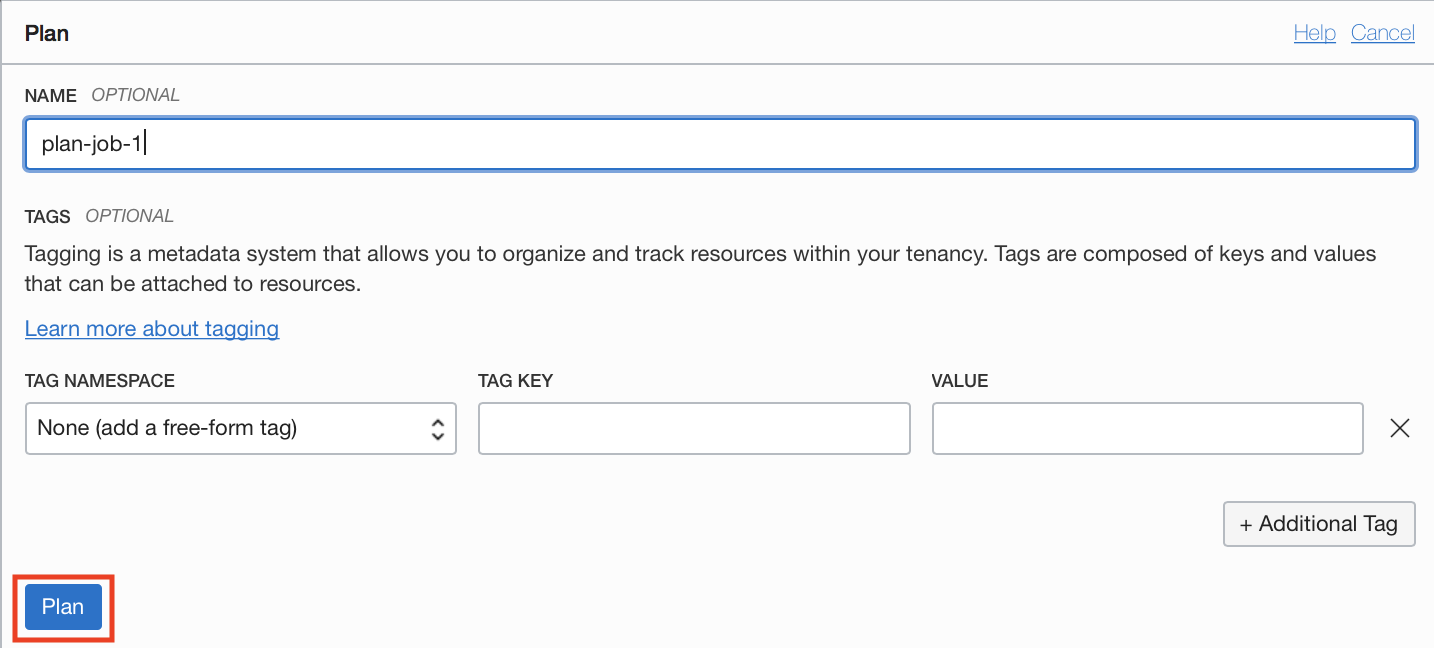 Plan
Help Cancel
NAME OPTIONAL
plan-job-1
TAGS OPTIONAL
Tagging is a metadata system that allows you to organize and track resources within your tenancy. Tags are composed of keys and values
that can be attached to resources.
Learn more about tagging
TAG NAMESPACE TAG KEY VALUE
None (add a free-form tag)
+ Additional Tag
Plan